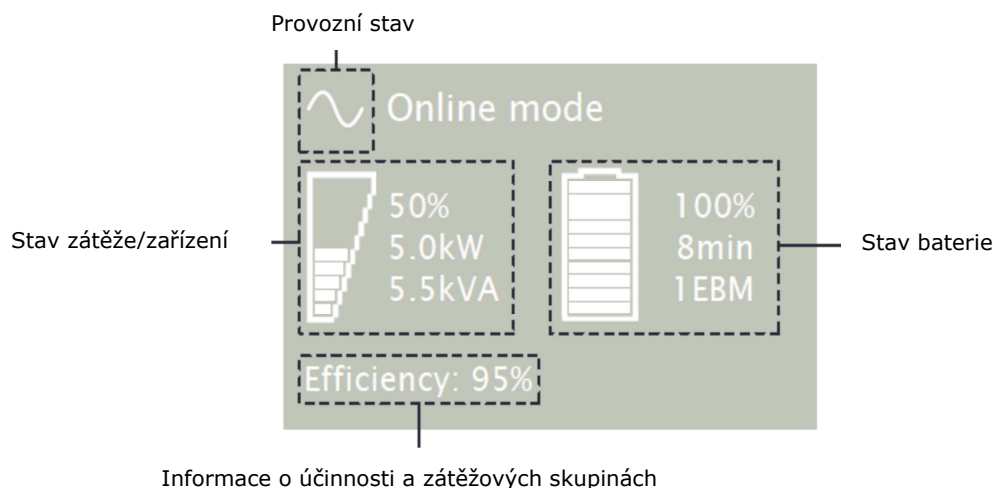 Provozní stav
Online mode
Stav zátěže/zařízení
50%
5.0kW
5.5kVA
100%
8min
1EBM
Stav baterie
Efficiency: 95%
Informace o účinnosti a zátěžových skupinách